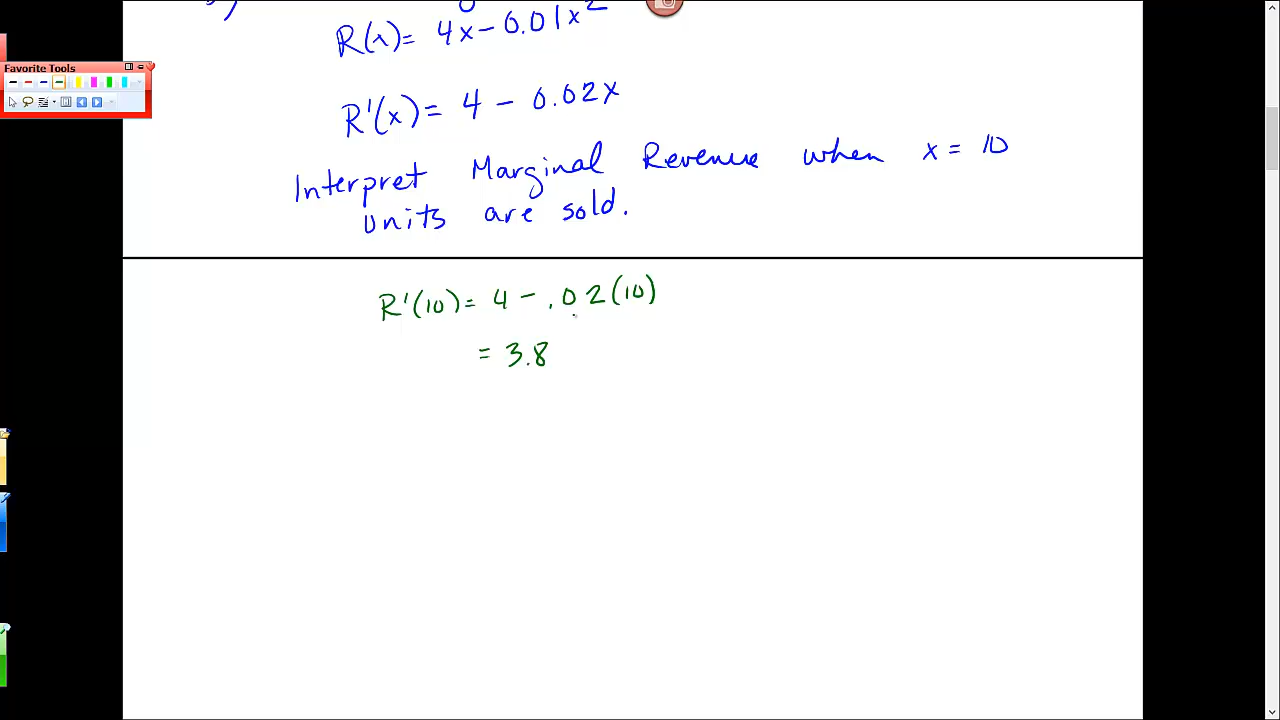 R(x)= 4x-0.01x²
Favorite Tools
R'(x) = 4 - 0.02x
Interpret Marginal Revenue when x = 10
units are sold.
R'(10)= 4 - .02(10)
= 3.8